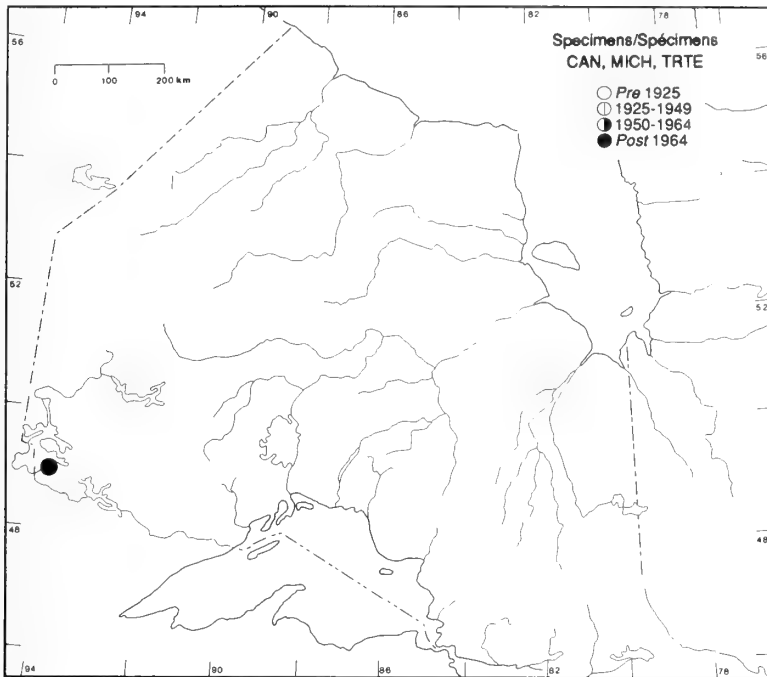 94 90 86 82 78
56 56
Specimens/Spécimens
CAN, MICH, TRTE
Pre 1925
1925-1949
1950-1964
Post 1964
0 100 200 km
52 52
48 48
94 90 86 82 78